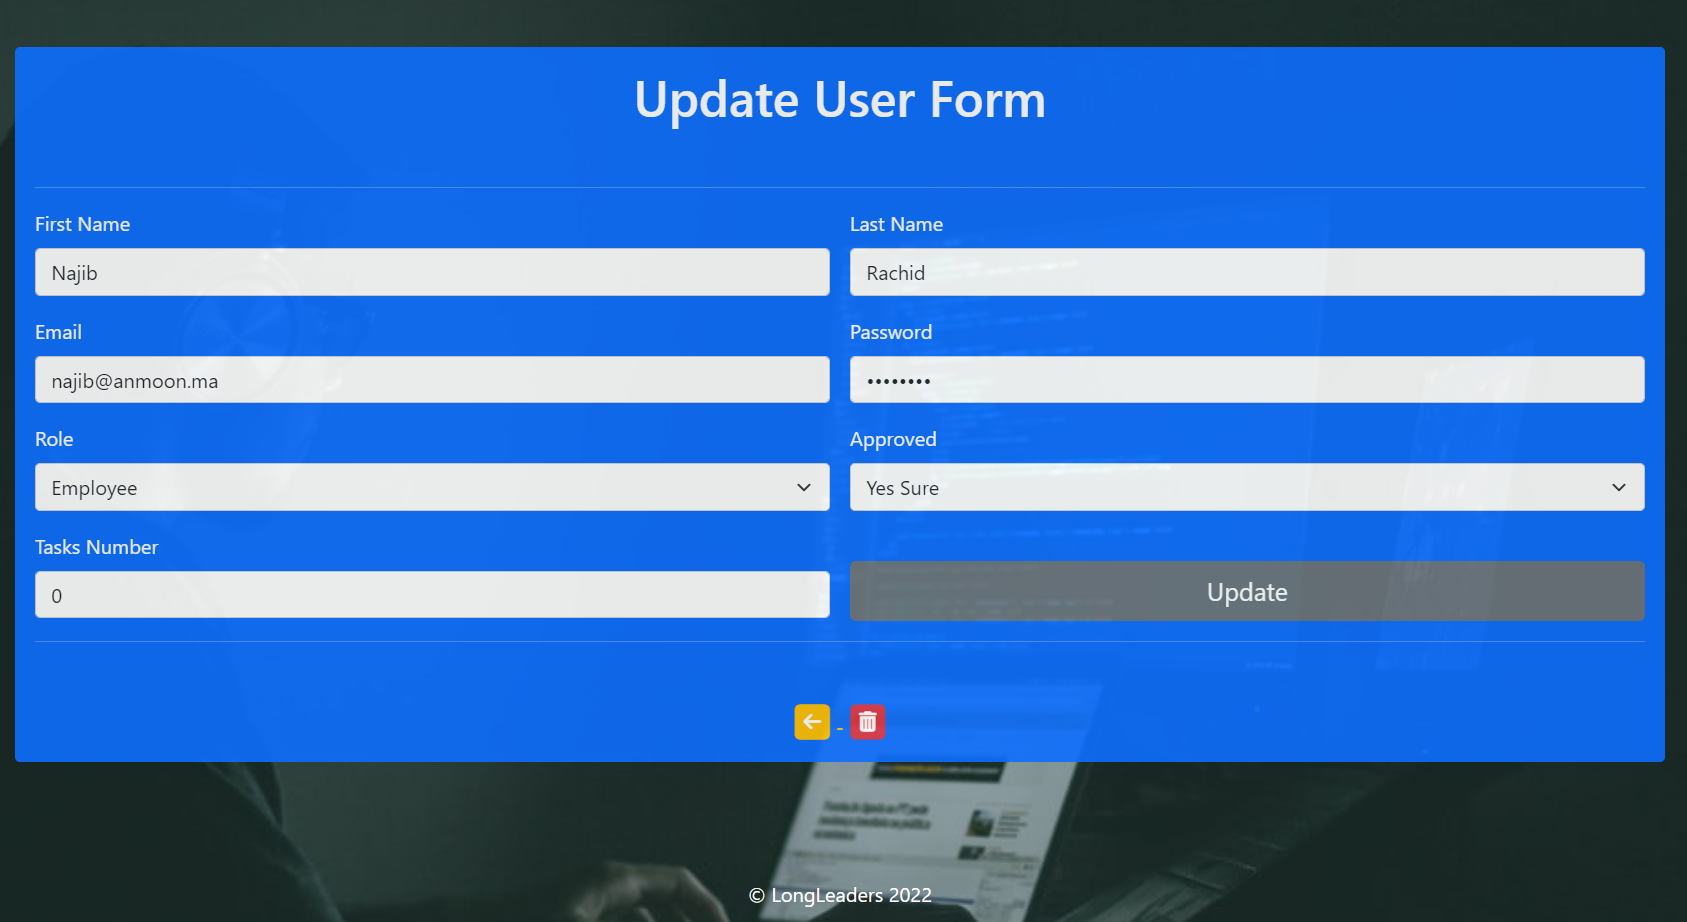 Update User Form
First Name
Last Name
Najib
Rachid
Email
Password
najib@anmoon.ma
••••••••
Role
Approved
Employee
Yes Sure
Tasks Number
0
Update
-
© LongLeaders 2022